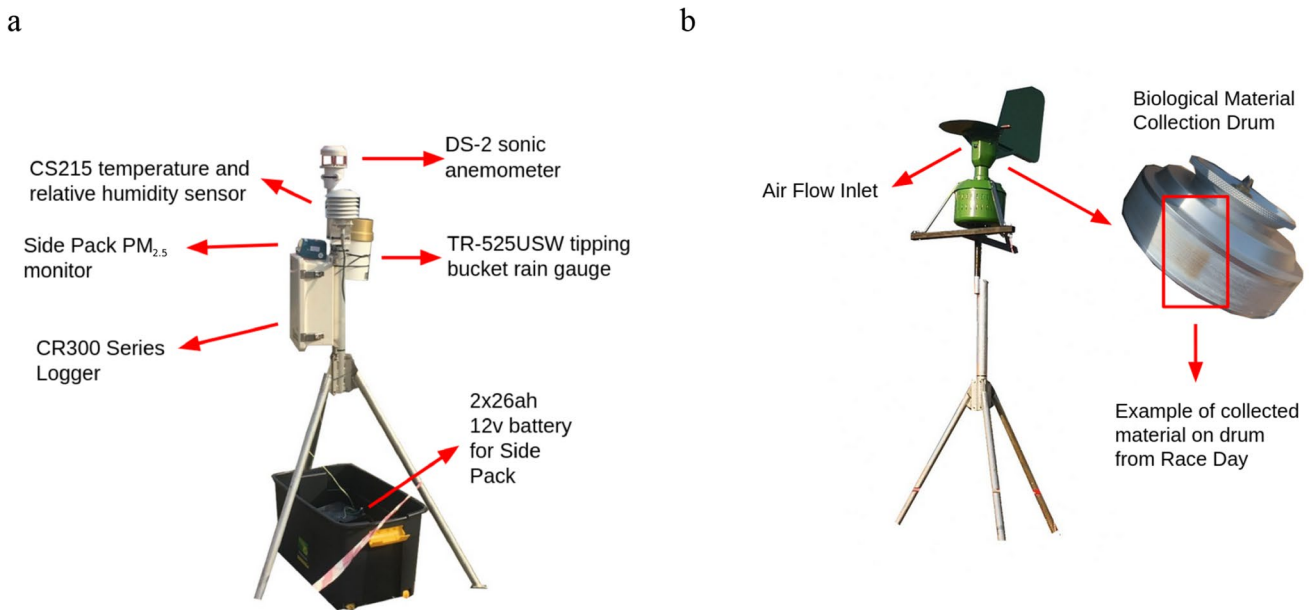 a
DS-2 sonic
anemometer
CS215 temperature and
relative humidity sensor
Side Pack PM2.5
monitor
TR-525USW tipping
bucket rain gauge
CR300 Series
Logger
2x26ah
12v battery
for Side
Pack
b
Biological Material
Collection Drum
Air Flow Inlet
Example of collected
material on drum
from Race Day